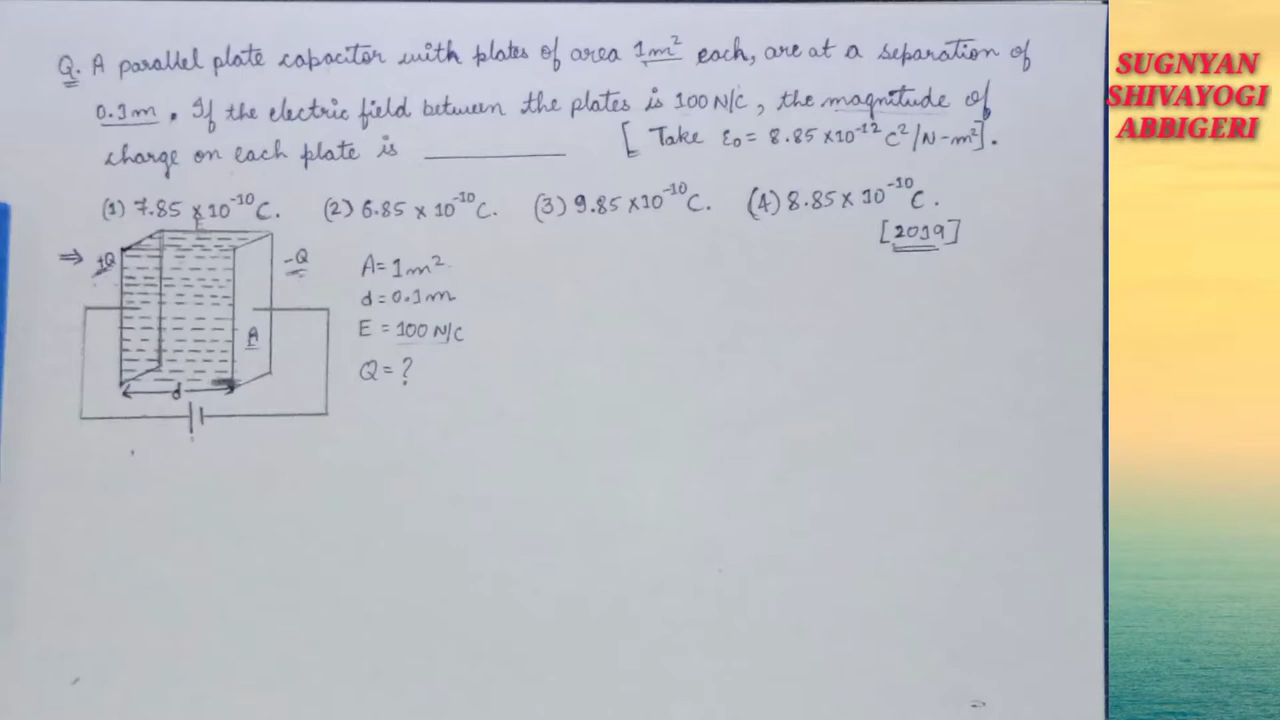 Q. A parallel plate capacitor with plates of area 1m², each, are at a separation of
0.1m. If the electric field between the plates is 100 N/C, the magnitude of
charge on each plate is ________ [ Take ε₀ = 8.85 ×10⁻¹² C²/N-m²].
(1) 7.85 × 10⁻¹⁰ C. (2) 6.85 × 10⁻¹⁰ C. (3) 9.85 ×10⁻¹⁰ C. (4) 8.85 × 10⁻¹⁰ C.
[2019]
⇒ +Q E -Q
A = 1m²
d = 0.1m
E = 100 N/C
Q = ?
A
d
SUGNYAN
SHIVAYOGI
ABBIGERI